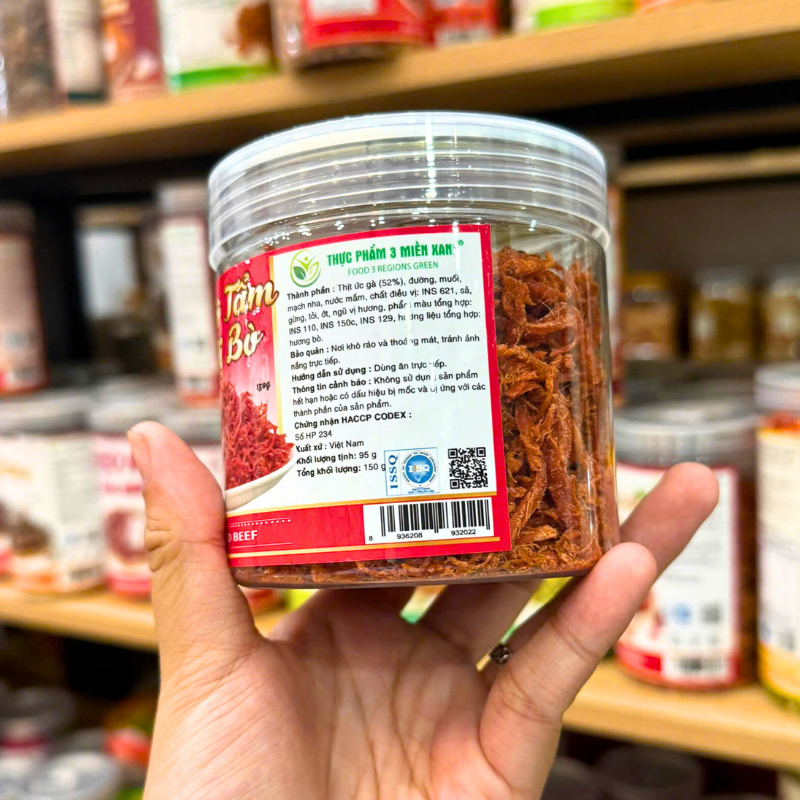 THỰC PHẨM 3 MIỀN XANH
FOOD 3 REGIONS GREEN
Tẩm
Bò
150g
Thành phần : Thịt ức gà (52%), đường, muối,
mạch nha, nước mắm, chất điều vị: INS 621, sả,
gừng, tỏi, ớt, ngũ vị hương, phẩm màu tổng hợp:
INS 110, INS 150c, INS 129, hương liệu tổng hợp:
hương bò.
Bảo quản : Nơi khô ráo và thoáng mát, tránh ánh
nắng trực tiếp.
Hướng dẫn sử dụng : Dùng ăn trực tiếp.
Thông tin cảnh báo : Không sử dụng sản phẩm
hết hạn hoặc có dấu hiệu bị mốc và dị ứng với các
thành phần của sản phẩm.
Chứng nhận HACCP CODEX :
Số HP 234
Xuất xứ : Việt Nam
Khối lượng tịnh: 95 g
Tổng khối lượng: 150 g
ISSQ
ISSQ
BEEF
8 936208 932022